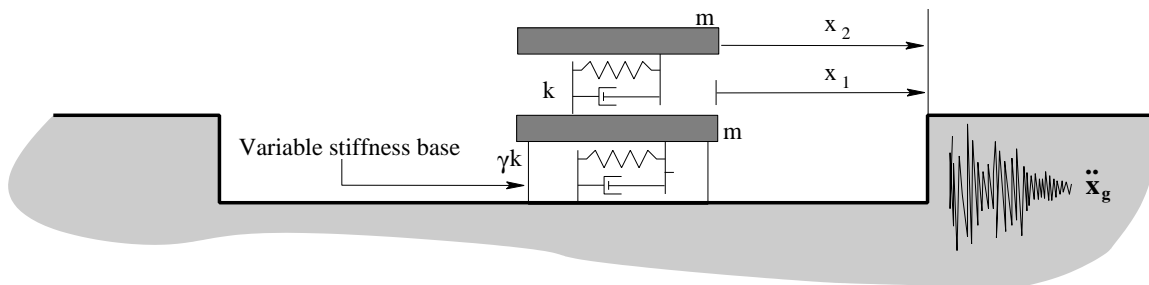 m
x 2
k
x 1
m
Variable stiffness base
γk
ẍg